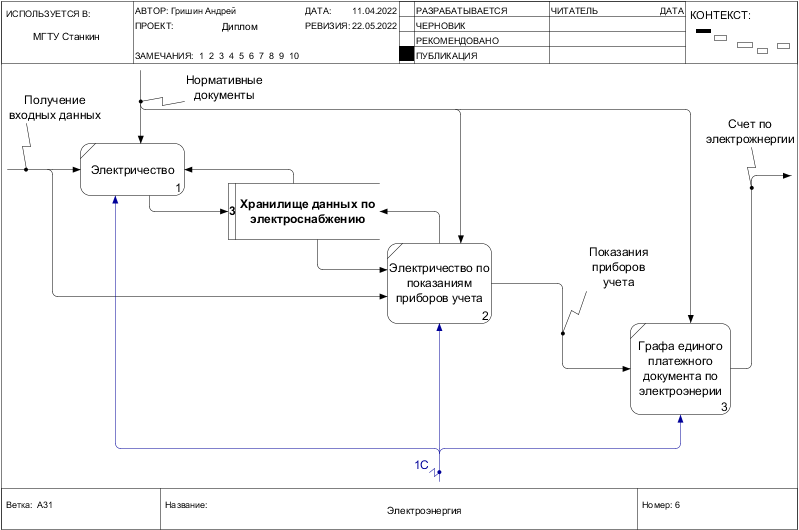 ИСПОЛЬЗУЕТСЯ В:
МГТУ Станкин
АВТОР: Гришин Андрей
ДАТА: 11.04.2022
ПРОЕКТ: Диплом
РЕВИЗИЯ: 22.05.2022
ЗАМЕЧАНИЯ: 1 2 3 4 5 6 7 8 9 10
РАЗРАБАТЫВАЕТСЯ
ЧЕРНОВИК
РЕКОМЕНДОВАНО
ПУБЛИКАЦИЯ
ЧИТАТЕЛЬ
ДАТА
КОНТЕКСТ:
Нормативные
документы
Получение
входных данных
Счет по
электрожнергии
Электричество
1
3
Хранилище данных по
электроснабжению
Электричество по
показаниям
приборов учета
2
Показания
приборов
учета
Графа единого
платежного
документа по
электроэнерии
3
1С
Ветка: А31
Название:
Электроэнергия
Номер: 6